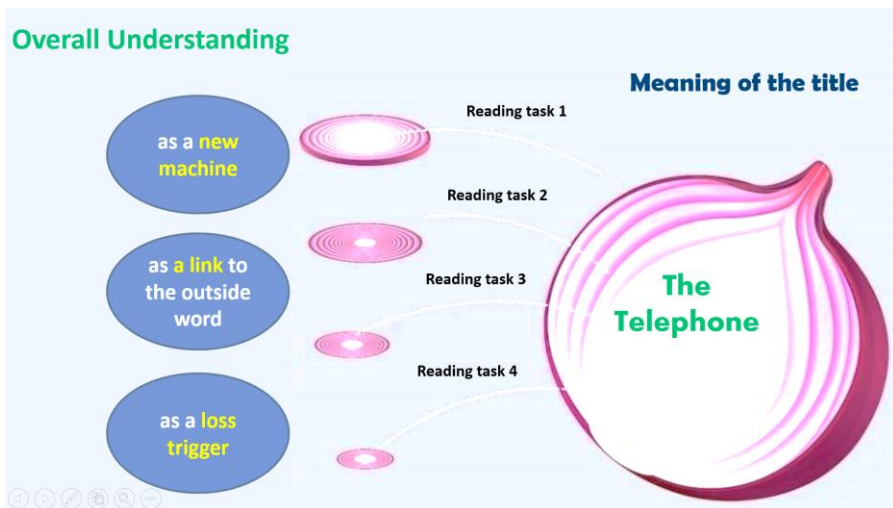 Overall Understanding
Meaning of the title
as a new
machine
as a link to
the outside
word
as a loss
trigger
Reading task 1
Reading task 2
Reading task 3
Reading task 4
The
Telephone